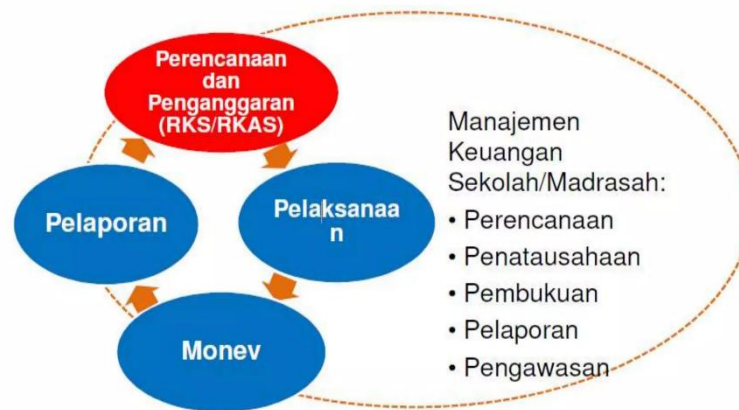 Perencanaan
dan
Penganggaran
(RKS/RKAS)
Pelaksanaa
n
Monev
Pelaporan
Manajemen
Keuangan
Sekolah/Madrasah:
• Perencanaan
• Penatausahaan
• Pembukuan
• Pelaporan
• Pengawasan